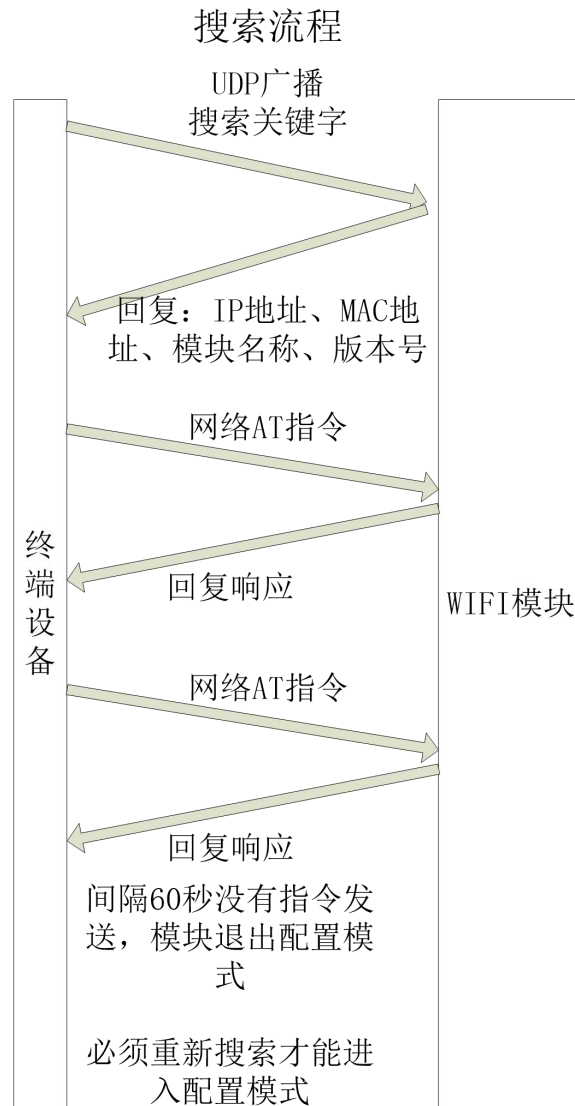 搜索流程
UDP广播
搜索关键字
回复：IP地址、MAC地
址、模块名称、版本号
网络AT指令
回复响应
终
端
设
备
WIFI模块
网络AT指令
回复响应
间隔60秒没有指令发
送，模块退出配置模
式
必须重新搜索才能进
入配置模式